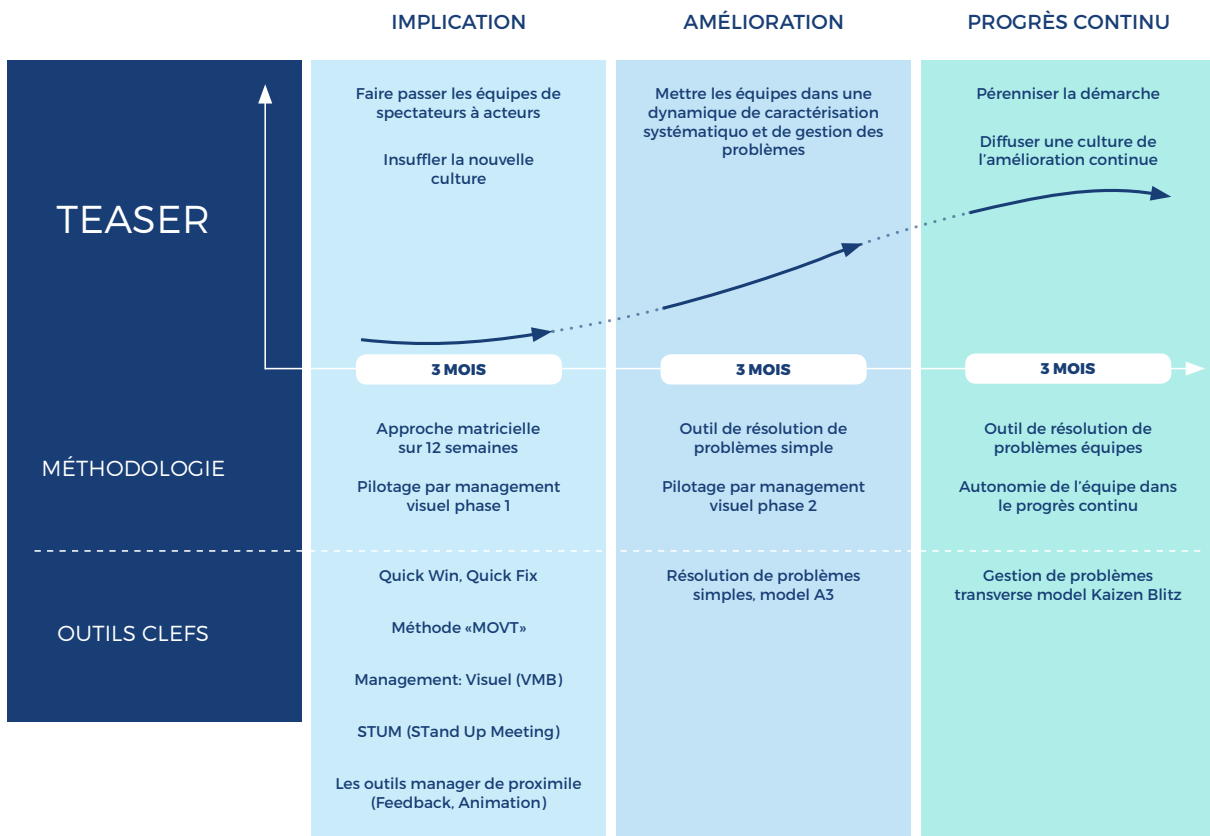 IMPLICATION
AMÉLIORATION
PROGRÈS CONTINU
TEASER
Faire passer les équipes de
spectateurs à acteurs
Insuffler la nouvelle
culture
Mettre les équipes dans une
dynamique de caractérisation
systématiquo et de gestion des
problèmes
Pérenniser la démarche
Diffuser une culture de
l'amélioration continue
3 MOIS
3 MOIS
3 MOIS
MÉTHODOLOGIE
Approche matricielle
sur 12 semaines
Pilotage par management
visuel phase 1
Outil de résolution de
problèmes simple
Pilotage par management
visuel phase 2
Outil de résolution de
problèmes équipes
Autonomie de l'équipe dans
le progrès continu
OUTILS CLEFS
Quick Win, Quick Fix
Méthode «MOVT»
Management: Visuel (VMB)
STUM (STand Up Meeting)
Les outils manager de proximile
(Feedback, Animation)
Résolution de problèmes
simples, model A3
Gestion de problèmes
transverse model Kaizen Blitz